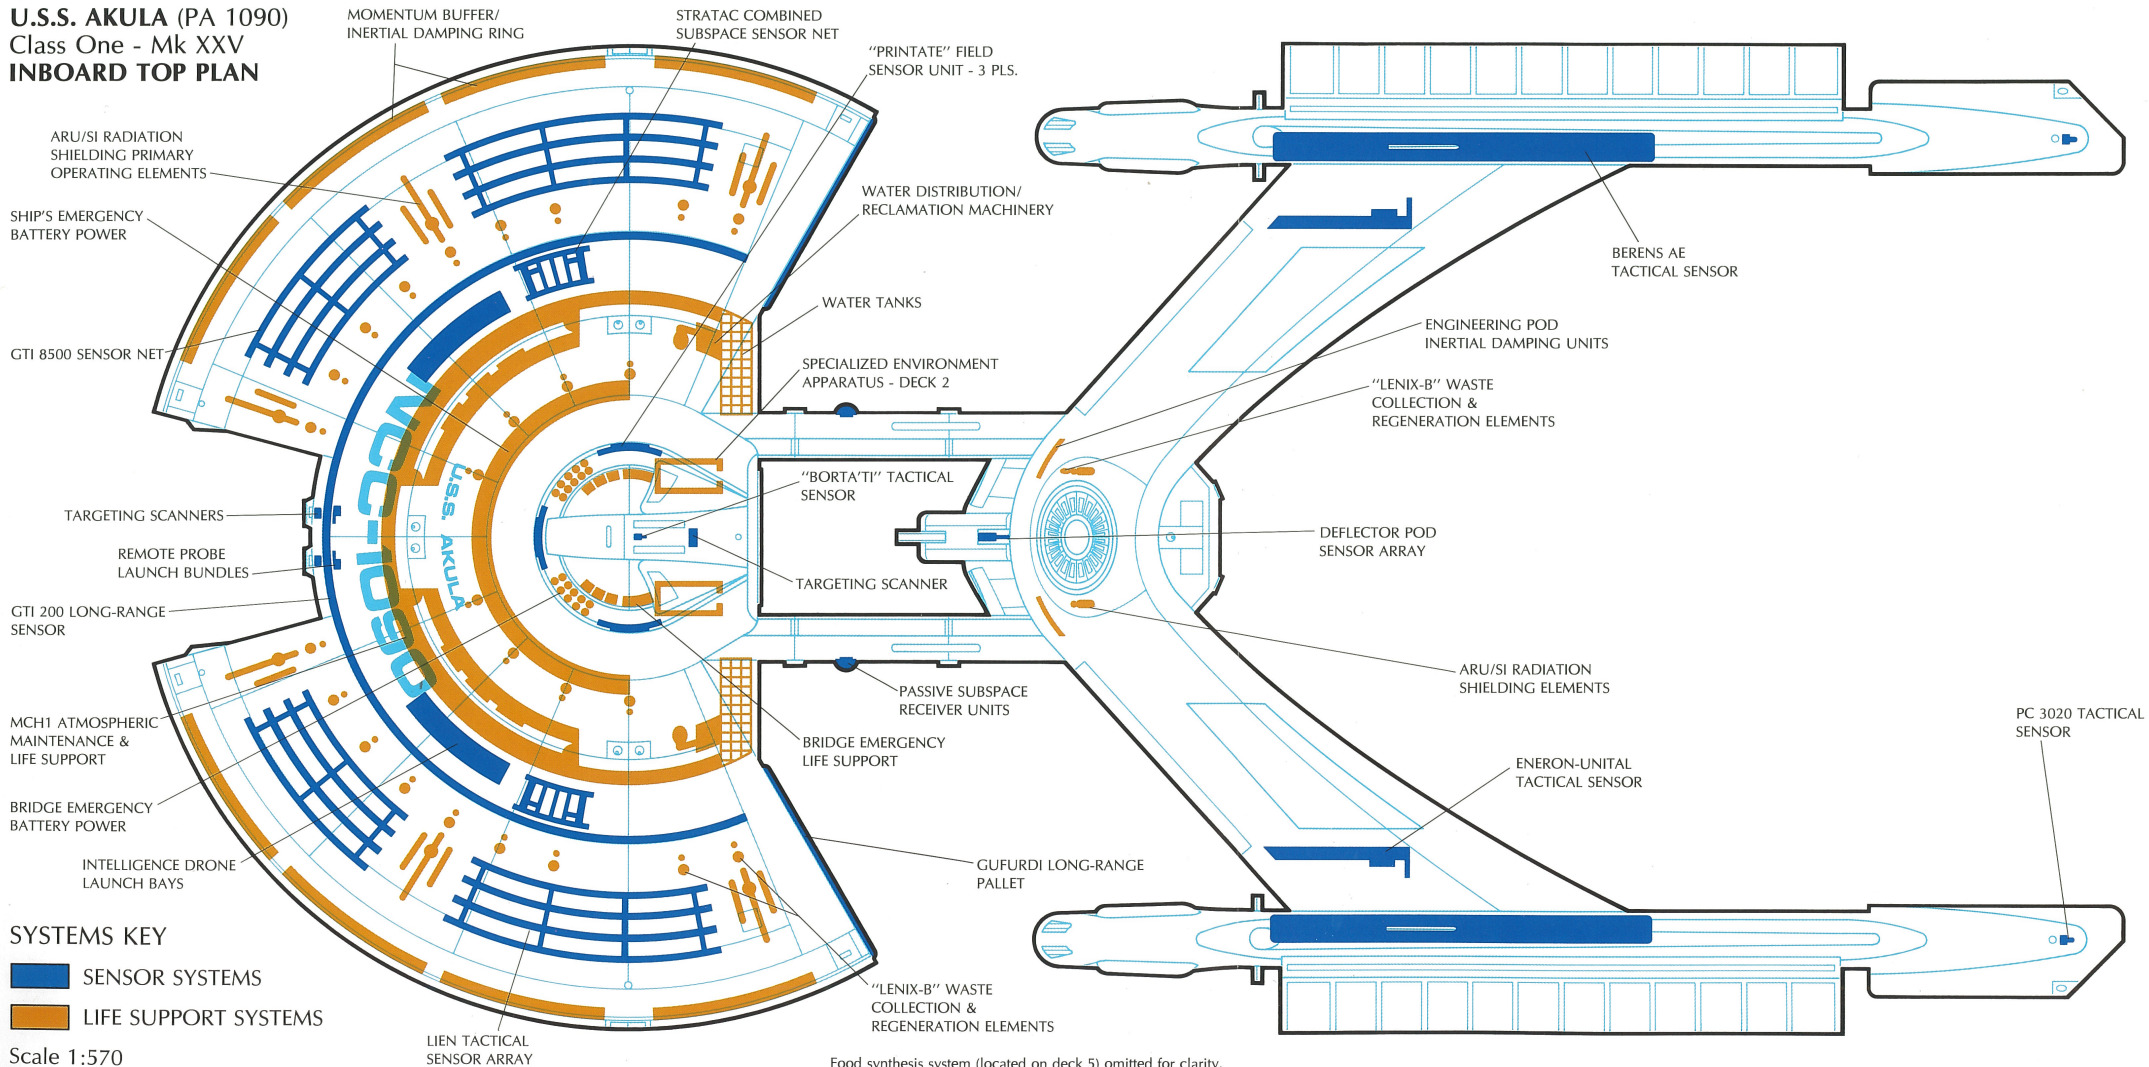 U.S.S. AKULA (PA 1090)
Class One - Mk XXV
INBOARD TOP PLAN
MOMENTUM BUFFER/
INERTIAL DAMPING RING
STRATAC COMBINED
SUBSPACE SENSOR NET
“PRINTATE” FIELD
SENSOR UNIT - 3 PLS.
ARU/SI RADIATION
SHIELDING PRIMARY
OPERATING ELEMENTS
SHIP'S EMERGENCY
BATTERY POWER
GTI 8500 SENSOR NET
WATER DISTRIBUTION/
RECLAMATION MACHINERY
WATER TANKS
SPECIALIZED ENVIRONMENT
APPARATUS - DECK 2
BERENS AE
TACTICAL SENSOR
ENGINEERING POD
INERTIAL DAMPING UNITS
“LENIX-B” WASTE
COLLECTION &
REGENERATION ELEMENTS
“BORTA'TI” TACTICAL
SENSOR
TARGETING SCANNERS
REMOTE PROBE
LAUNCH BUNDLES
NCC-1090
U.S.S. AKULA
DEFLECTOR POD
SENSOR ARRAY
TARGETING SCANNER
GTI 200 LONG-RANGE
SENSOR
ARU/SI RADIATION
SHIELDING ELEMENTS
PASSIVE SUBSPACE
RECEIVER UNITS
MCH1 ATMOSPHERIC
MAINTENANCE &
LIFE SUPPORT
BRIDGE EMERGENCY
LIFE SUPPORT
PC 3020 TACTICAL
SENSOR
ENERON-UNITAL
TACTICAL SENSOR
BRIDGE EMERGENCY
BATTERY POWER
INTELLIGENCE DRONE
LAUNCH BAYS
GUFURDI LONG-RANGE
PALLET
SYSTEMS KEY
SENSOR SYSTEMS
LIFE SUPPORT SYSTEMS
Scale 1:570
“LENIX-B” WASTE
COLLECTION &
REGENERATION ELEMENTS
LIEN TACTICAL
SENSOR ARRAY
Food synthesis system (located on deck 5) omitted for clarity.